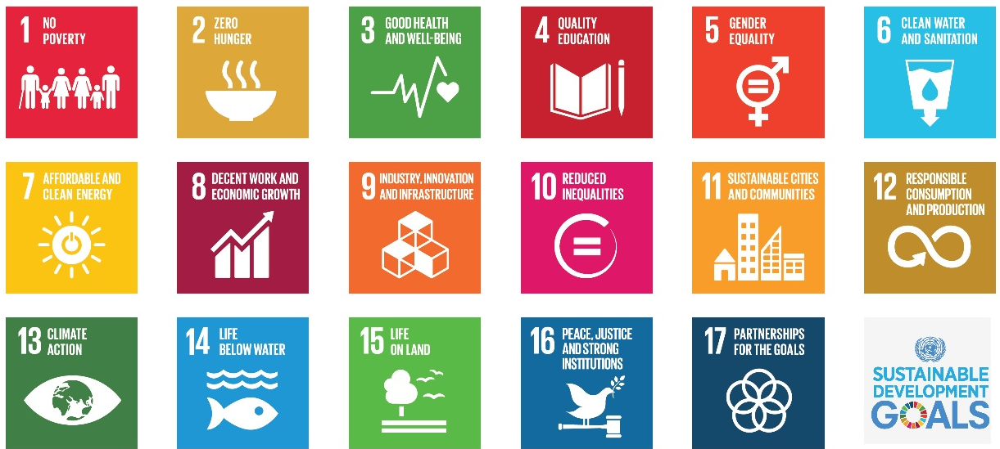 1 NO
POVERTY
2 ZERO
HUNGER
3 GOOD HEALTH
AND WELL-BEING
4 QUALITY
EDUCATION
5 GENDER
EQUALITY
6 CLEAN WATER
AND SANITATION
7 AFFORDABLE AND
CLEAN ENERGY
8 DECENT WORK AND
ECONOMIC GROWTH
9 INDUSTRY, INNOVATION
AND INFRASTRUCTURE
10 REDUCED
INEQUALITIES
11 SUSTAINABLE CITIES
AND COMMUNITIES
12 RESPONSIBLE
CONSUMPTION
AND PRODUCTION
13 CLIMATE
ACTION
14 LIFE
BELOW WATER
15 LIFE
ON LAND
16 PEACE, JUSTICE
AND STRONG
INSTITUTIONS
17 PARTNERSHIPS
FOR THE GOALS
SUSTAINABLE
DEVELOPMENT
GOALS